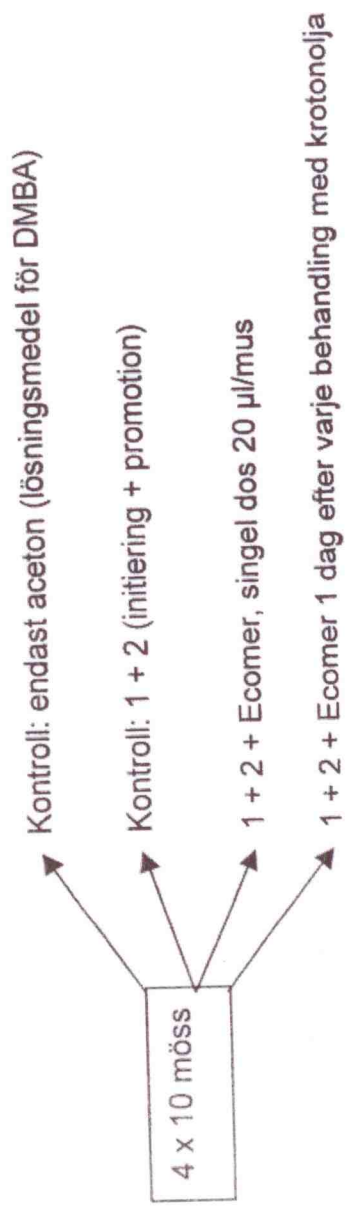 4 x 10 möss
Kontroll: endast aceton (lösningsmedel för DMBA)
Kontroll: 1 + 2 (initiering + promotion)
1 + 2 + Ecomer, singel dos 20 µl/mus
1 + 2 + Ecomer 1 dag efter varje behandling med krotonolja